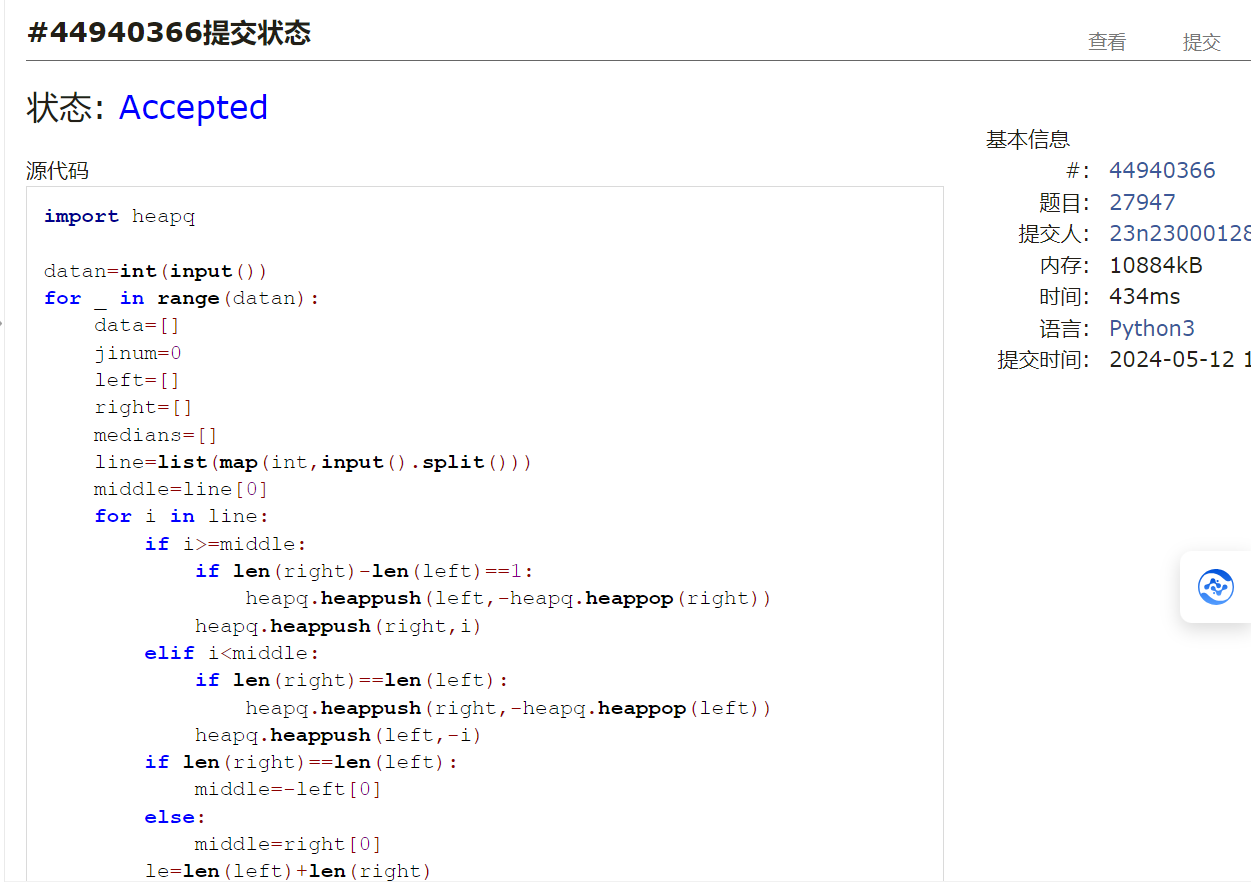 #44940366提交状态
查看 提交
状态: Accepted
基本信息
#: 44940366
题目: 27947
提交人: 23n23000128
内存: 10884kB
时间: 434ms
语言: Python3
提交时间: 2024-05-12 1
源代码
import heapq
datan=int(input())
for _ in range(datan):
    data=[]
    jinum=0
    left=[]
    right=[]
    medians=[]
    line=list(map(int,input().split()))
    middle=line[0]
    for i in line:
        if i>=middle:
            if len(right)-len(left)==1:
                heapq.heappush(left,-heapq.heappop(right))
            heapq.heappush(right,i)
        elif i<middle:
            if len(right)==len(left):
                heapq.heappush(right,-heapq.heappop(left))
            heapq.heappush(left,-i)
        if len(right)==len(left):
            middle=-left[0]
        else:
            middle=right[0]
        le=len(left)+len(right)